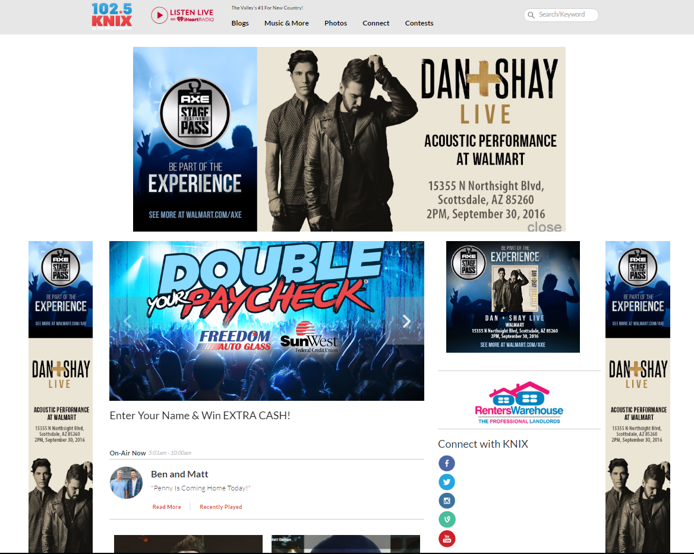 102.5
KNIX
LISTEN LIVE
iHeartRADIO
The Valley's #1 For New Country!
Blogs
Music & More
Photos
Connect
Contests
Search/Keyword
AXE
STAGE
PASS
BE PART OF THE
EXPERIENCE
SEE MORE AT WALMART.COM/AXE
DAN+SHAY
LIVE
ACOUSTIC PERFORMANCE
AT WALMART
15355 N Northsight Blvd,
Scottsdale, AZ 85260
2PM, September 30, 2016
close
AXE
STAGE
PASS
BE PART OF THE
EXPERIENCE
SEE MORE AT WALMART.COM/AXE
DAN+SHAY
LIVE
ACOUSTIC PERFORMANCE
AT WALMART
15355 N Northsight Blvd,
Scottsdale, AZ 85260
2PM, September 30, 2016
DOUBLE
YOUR PAYCHECK
FREEDOM
AUTO GLASS
SunWest
Federal Credit Union
Enter Your Name & Win EXTRA CASH!
On-Air Now 5:01am - 10:00am
Ben and Matt
"Penny Is Coming Home Today!"
Read More
Recently Played
BE PART OF THE
EXPERIENCE
AXE
STAGE
PASS
DAN + SHAY LIVE
WALMART
15355 N Northsight Blvd, Scottsdale, AZ 85260
2PM, September 30, 2016
SEE MORE AT WALMART.COM/AXE
RentersWarehouse
THE PROFESSIONAL LANDLORDS
Connect with KNIX
You
Tube
AXE
STAGE
PASS
BE PART OF THE
EXPERIENCE
SEE MORE AT WALMART.COM/AXE
DAN+SHAY
LIVE
ACOUSTIC PERFORMANCE
AT WALMART
15355 N Northsight Blvd,
Scottsdale, AZ 85260
2PM, September 30, 2016